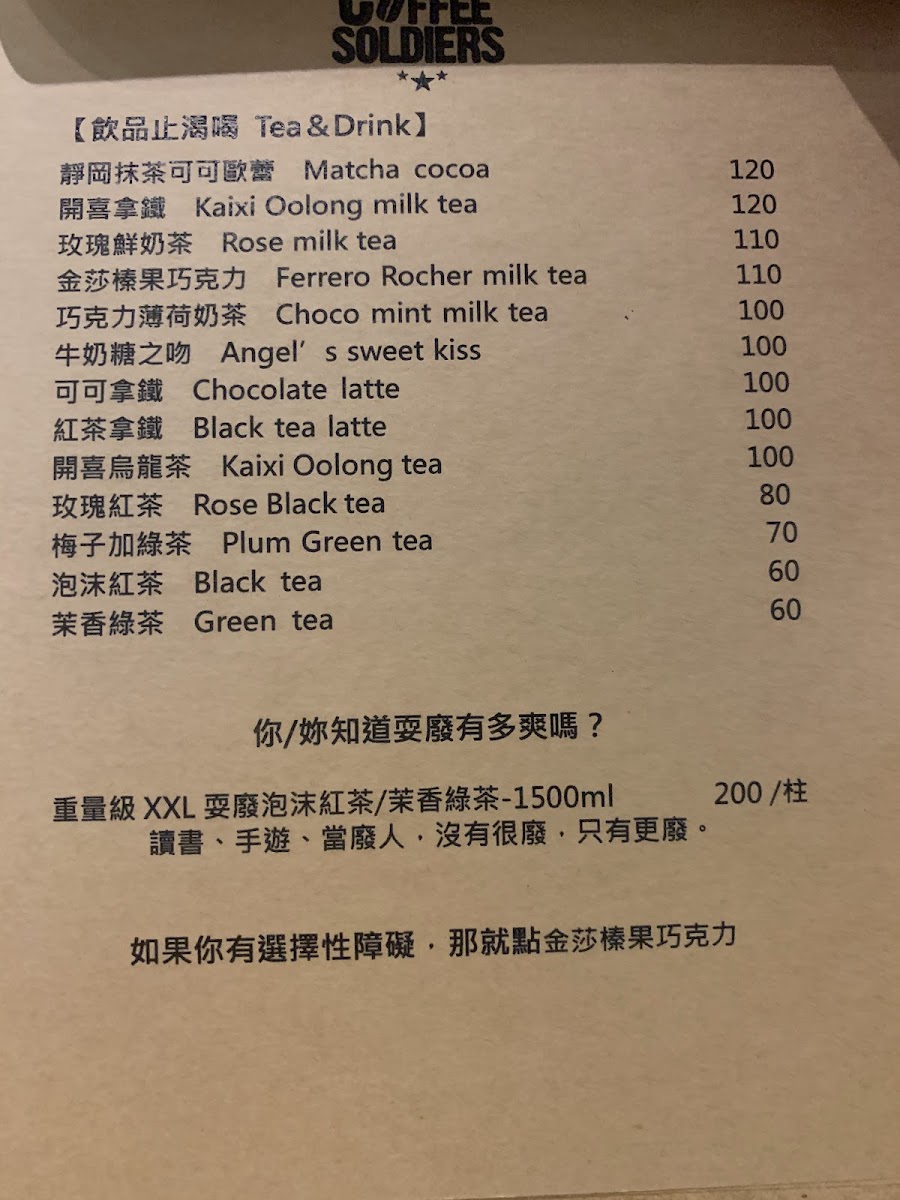 COFFEE
SOLDIERS
【飲品止渴喝 Tea&Drink】
靜岡抹茶可可歐蕾 Matcha cocoa 120
開喜拿鐵 Kaixi Oolong milk tea 120
玫瑰鮮奶茶 Rose milk tea 110
金莎榛果巧克力 Ferrero Rocher milk tea 110
巧克力薄荷奶茶 Choco mint milk tea 100
牛奶糖之吻 Angel's sweet kiss 100
可可拿鐵 Chocolate latte 100
紅茶拿鐵 Black tea latte 100
開喜烏龍茶 Kaixi Oolong tea 100
玫瑰紅茶 Rose Black tea 80
梅子加綠茶 Plum Green tea 70
泡沫紅茶 Black tea 60
茉香綠茶 Green tea 60
你/妳知道耍廢有多爽嗎？
重量級 XXL 耍廢泡沫紅茶/茉香綠茶-1500ml 200 /柱
讀書、手遊、當廢人，沒有很廢，只有更廢。
如果你有選擇性障礙，那就點金莎榛果巧克力